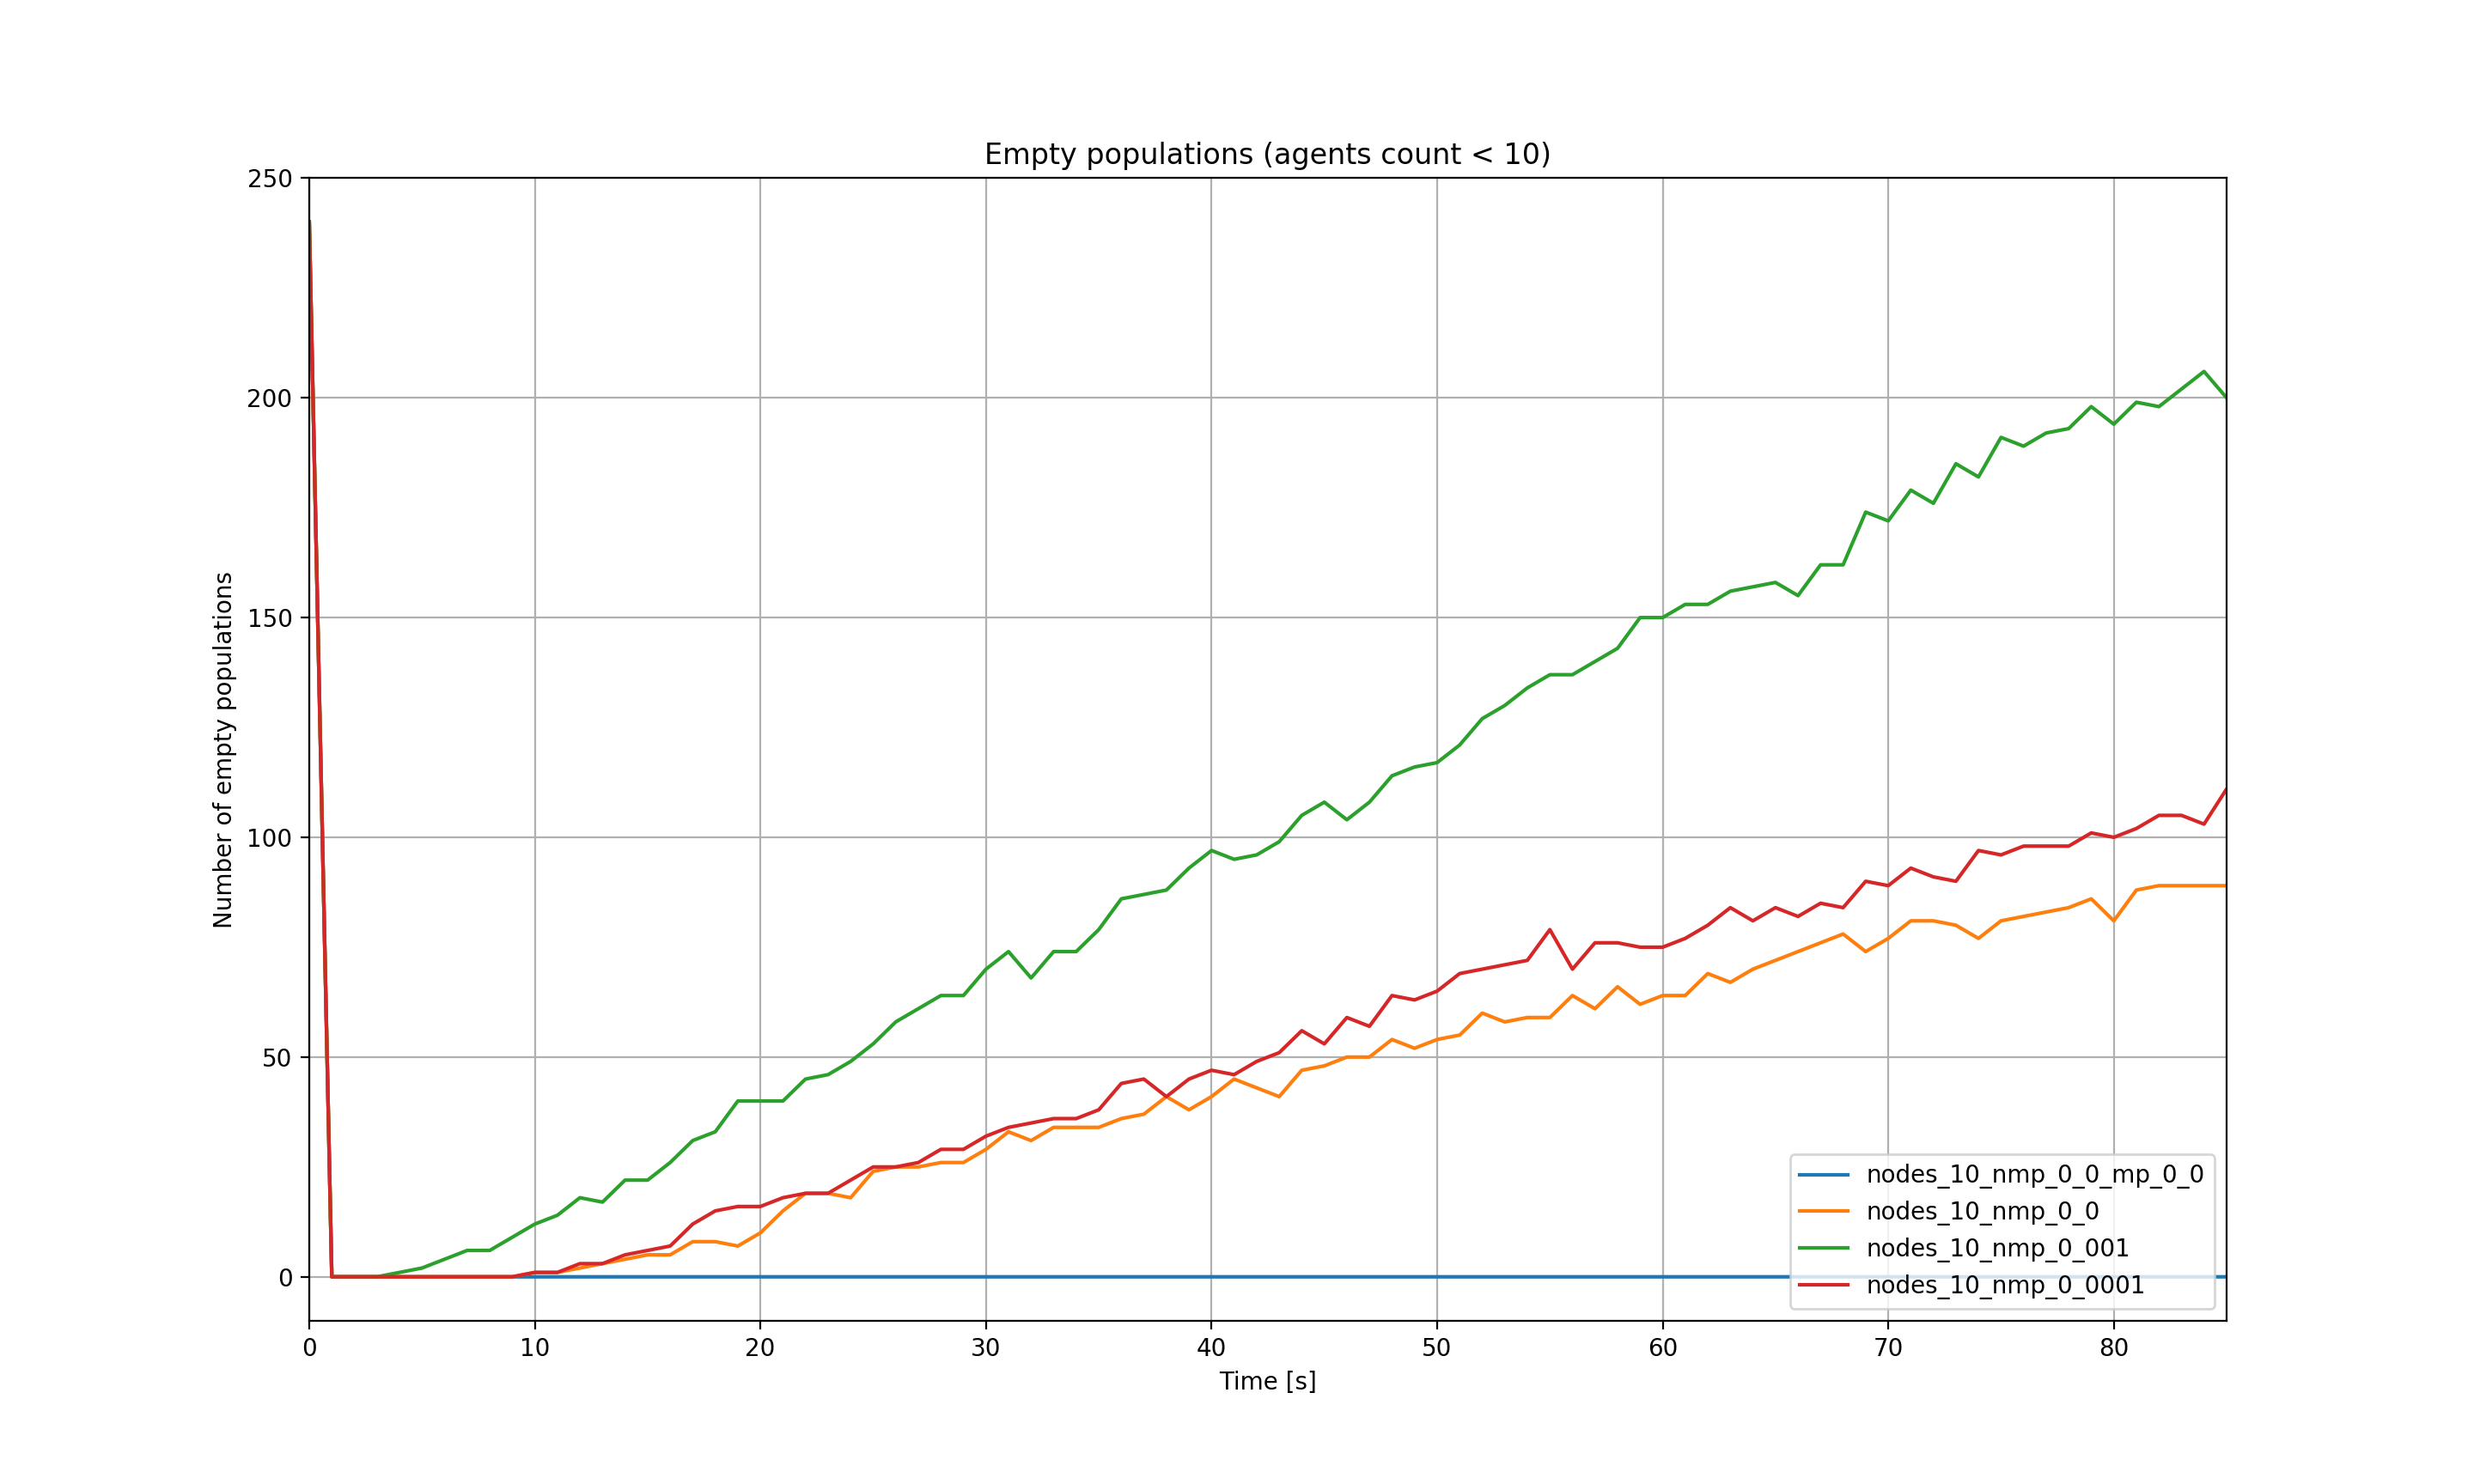 Empty populations (agents count < 10)
250
200
150
100
50
0
Number of empty populations
0 10 20 30 40 50 60 70 80
Time [s]
nodes_10_nmp_0_0_mp_0_0
nodes_10_nmp_0_0
nodes_10_nmp_0_001
nodes_10_nmp_0_0001